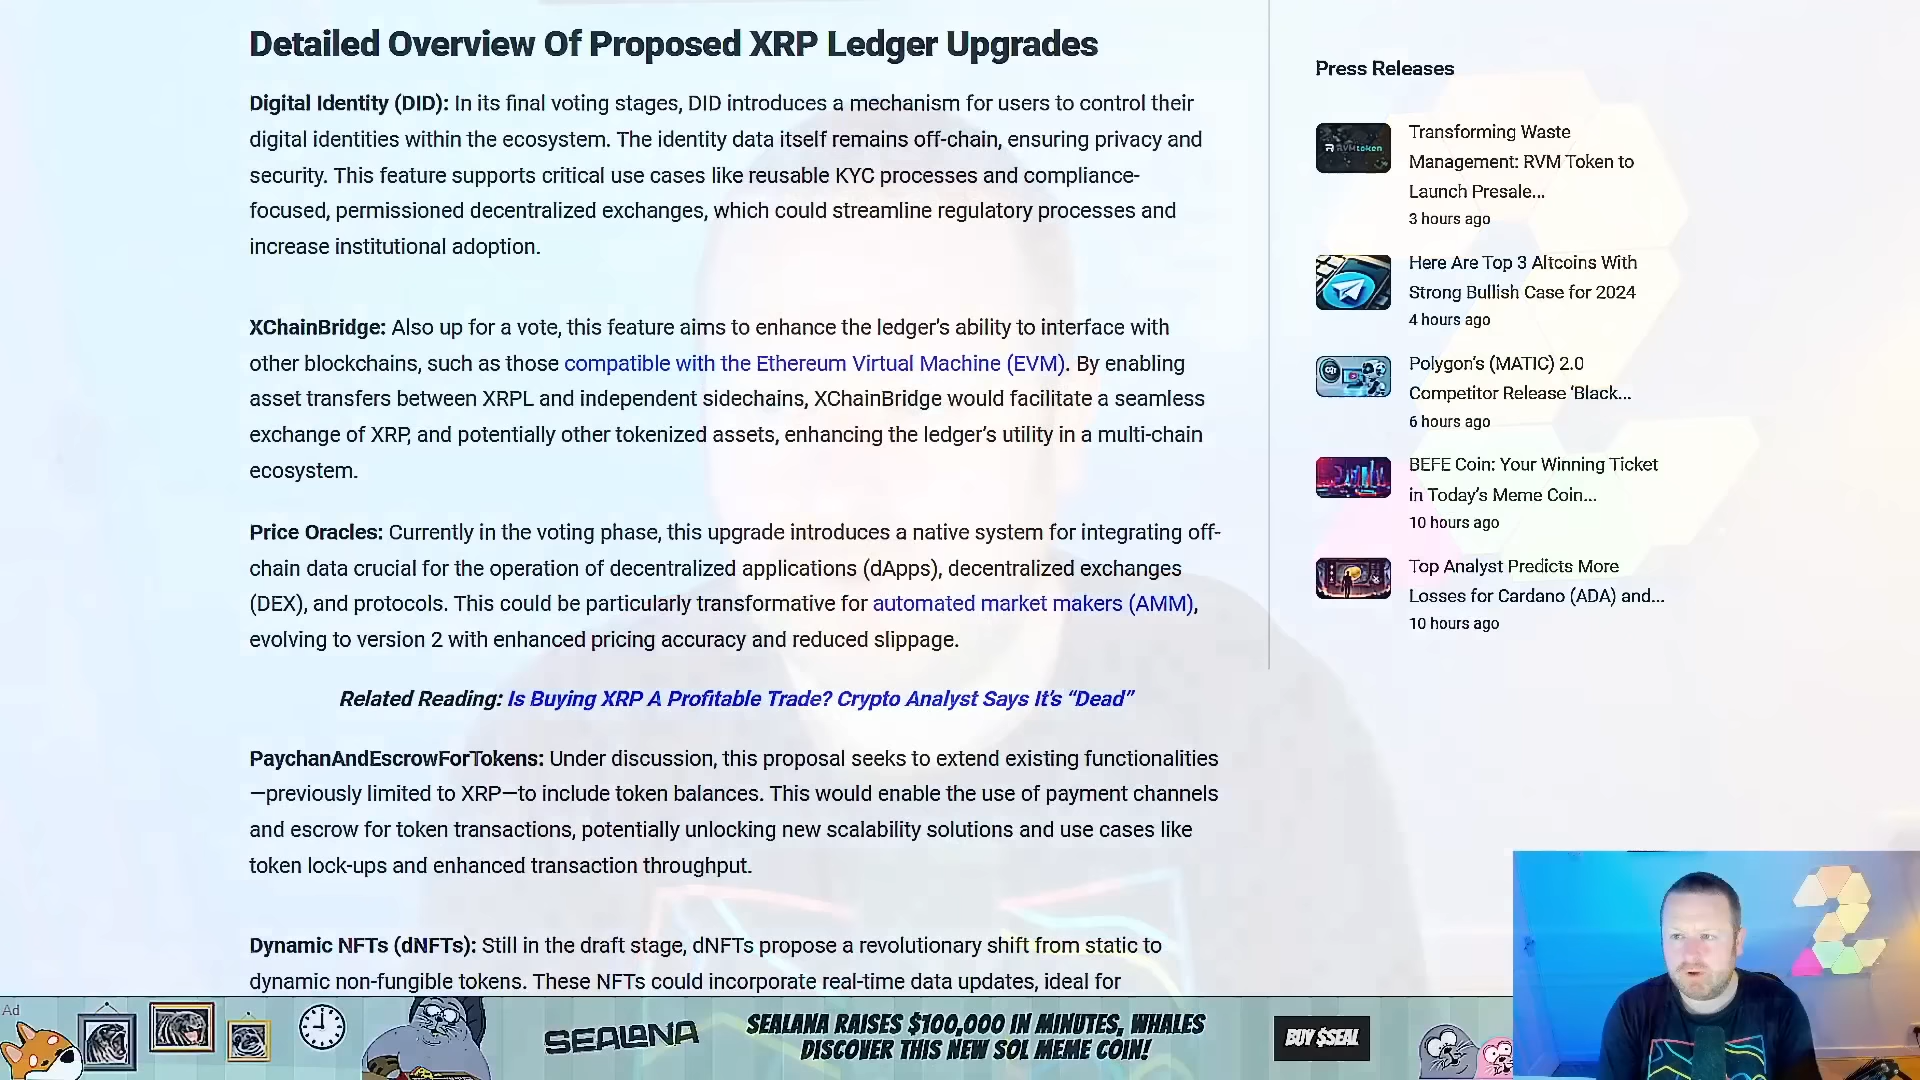 Detailed Overview Of Proposed XRP Ledger Upgrades
Digital Identity (DID): In its final voting stages, DID introduces a mechanism for users to control their
digital identities within the ecosystem. The identity data itself remains off-chain, ensuring privacy and
security. This feature supports critical use cases like reusable KYC processes and compliance-
focused, permissioned decentralized exchanges, which could streamline regulatory processes and
increase institutional adoption.
XChainBridge: Also up for a vote, this feature aims to enhance the ledger's ability to interface with
other blockchains, such as those compatible with the Ethereum Virtual Machine (EVM). By enabling
asset transfers between XRPL and independent sidechains, XChainBridge would facilitate a seamless
exchange of XRP, and potentially other tokenized assets, enhancing the ledger's utility in a multi-chain
ecosystem.
Price Oracles: Currently in the voting phase, this upgrade introduces a native system for integrating off-
chain data crucial for the operation of decentralized applications (dApps), decentralized exchanges
(DEX), and protocols. This could be particularly transformative for automated market makers (AMM),
evolving to version 2 with enhanced pricing accuracy and reduced slippage.
Related Reading: Is Buying XRP A Profitable Trade? Crypto Analyst Says It's “Dead”
PaychanAndEscrowForTokens: Under discussion, this proposal seeks to extend existing functionalities
—previously limited to XRP—to include token balances. This would enable the use of payment channels
and escrow for token transactions, potentially unlocking new scalability solutions and use cases like
token lock-ups and enhanced transaction throughput.
Dynamic NFTs (dNFTs): Still in the draft stage, dNFTs propose a revolutionary shift from static to
dynamic non-fungible tokens. These NFTs could incorporate real-time data updates, ideal for
Press Releases
RVMtoken
Transforming Waste
Management: RVM Token to
Launch Presale...
3 hours ago
Here Are Top 3 Altcoins With
Strong Bullish Case for 2024
4 hours ago
Polygon's (MATIC) 2.0
Competitor Release ‘Black...
6 hours ago
BEFE Coin: Your Winning Ticket
in Today's Meme Coin...
10 hours ago
Top Analyst Predicts More
Losses for Cardano (ADA) and...
10 hours ago
Ad
SEALANA
SEALANA RAISES $100,000 IN MINUTES, WHALES
DISCOVER THIS NEW SOL MEME COIN!
BUY $SEAL